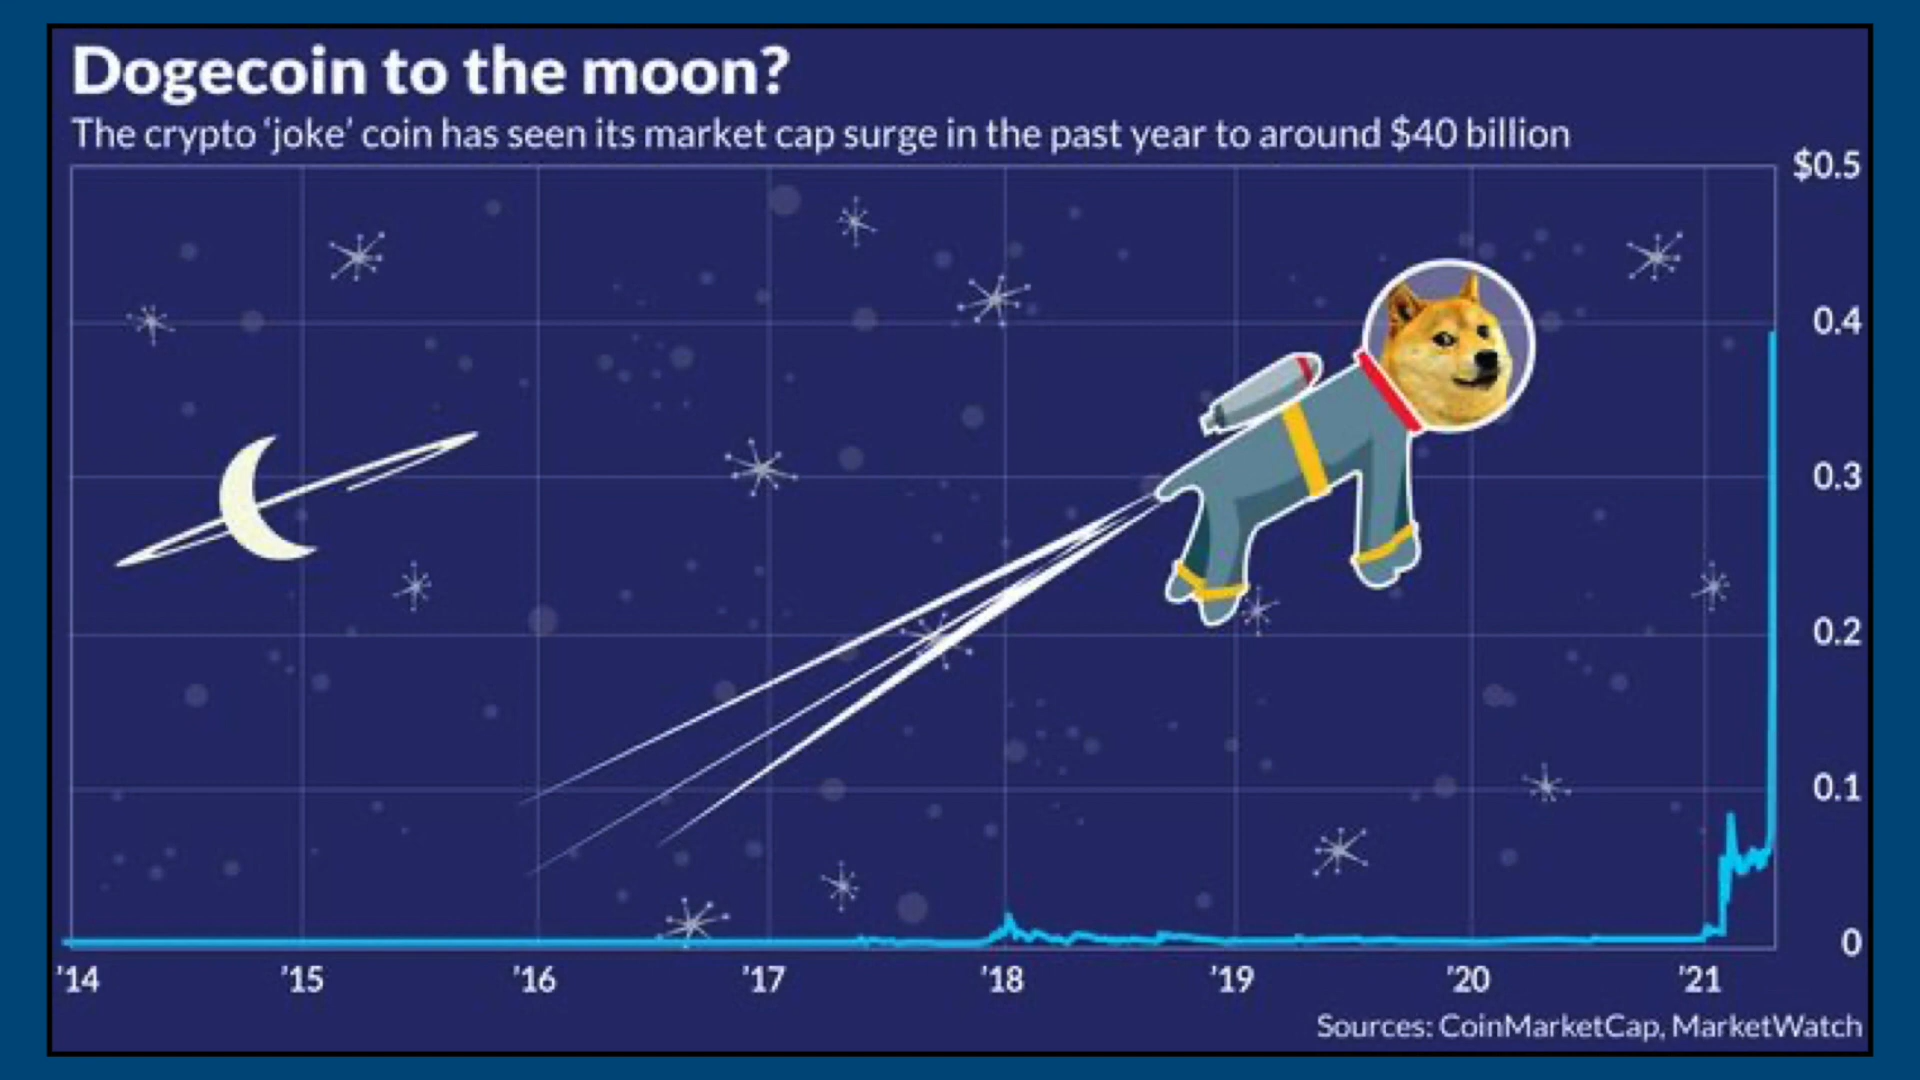 Dogecoin to the moon?
The crypto ‘joke’ coin has seen its market cap surge in the past year to around $40 billion
$0.5
0.4
0.3
0.2
0.1
0
’14 ’15 ’16 ’17 ’18 ’19 ’20 ’21
Sources: CoinMarketCap, MarketWatch